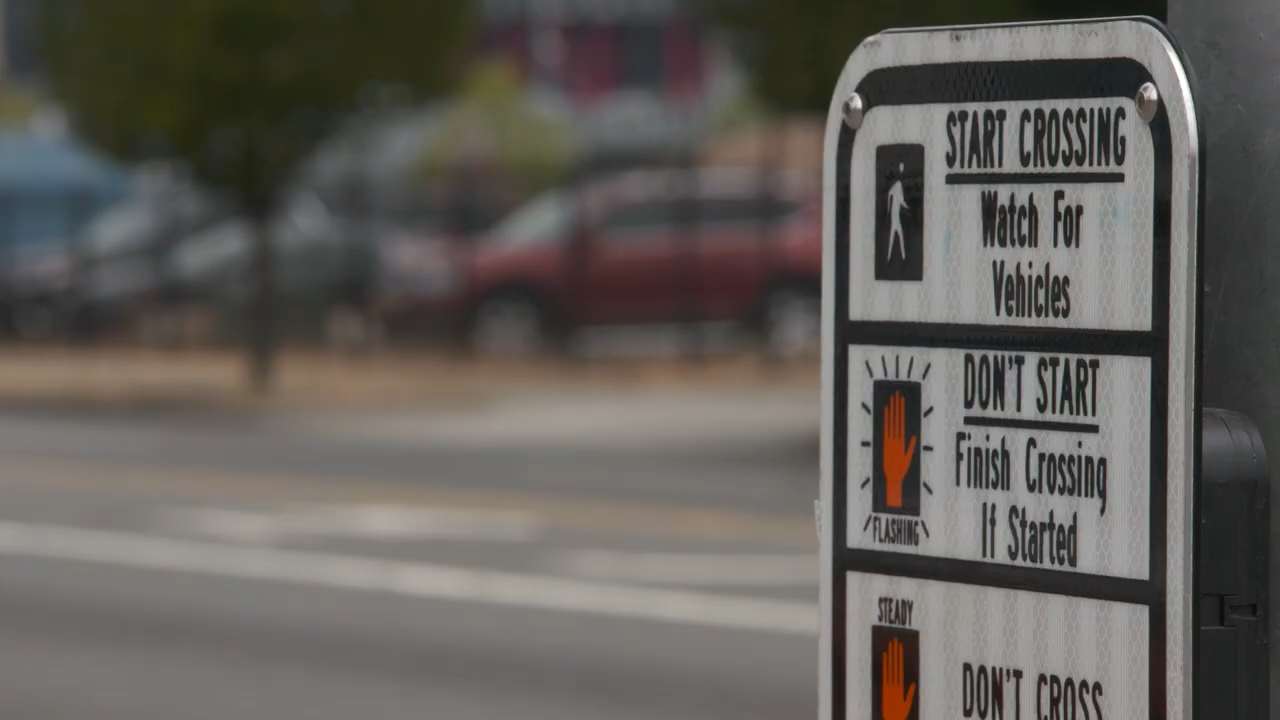 START CROSSING
Watch For
Vehicles
DON'T START
Finish Crossing
If Started
FLASHING
STEADY
DON'T CROSS